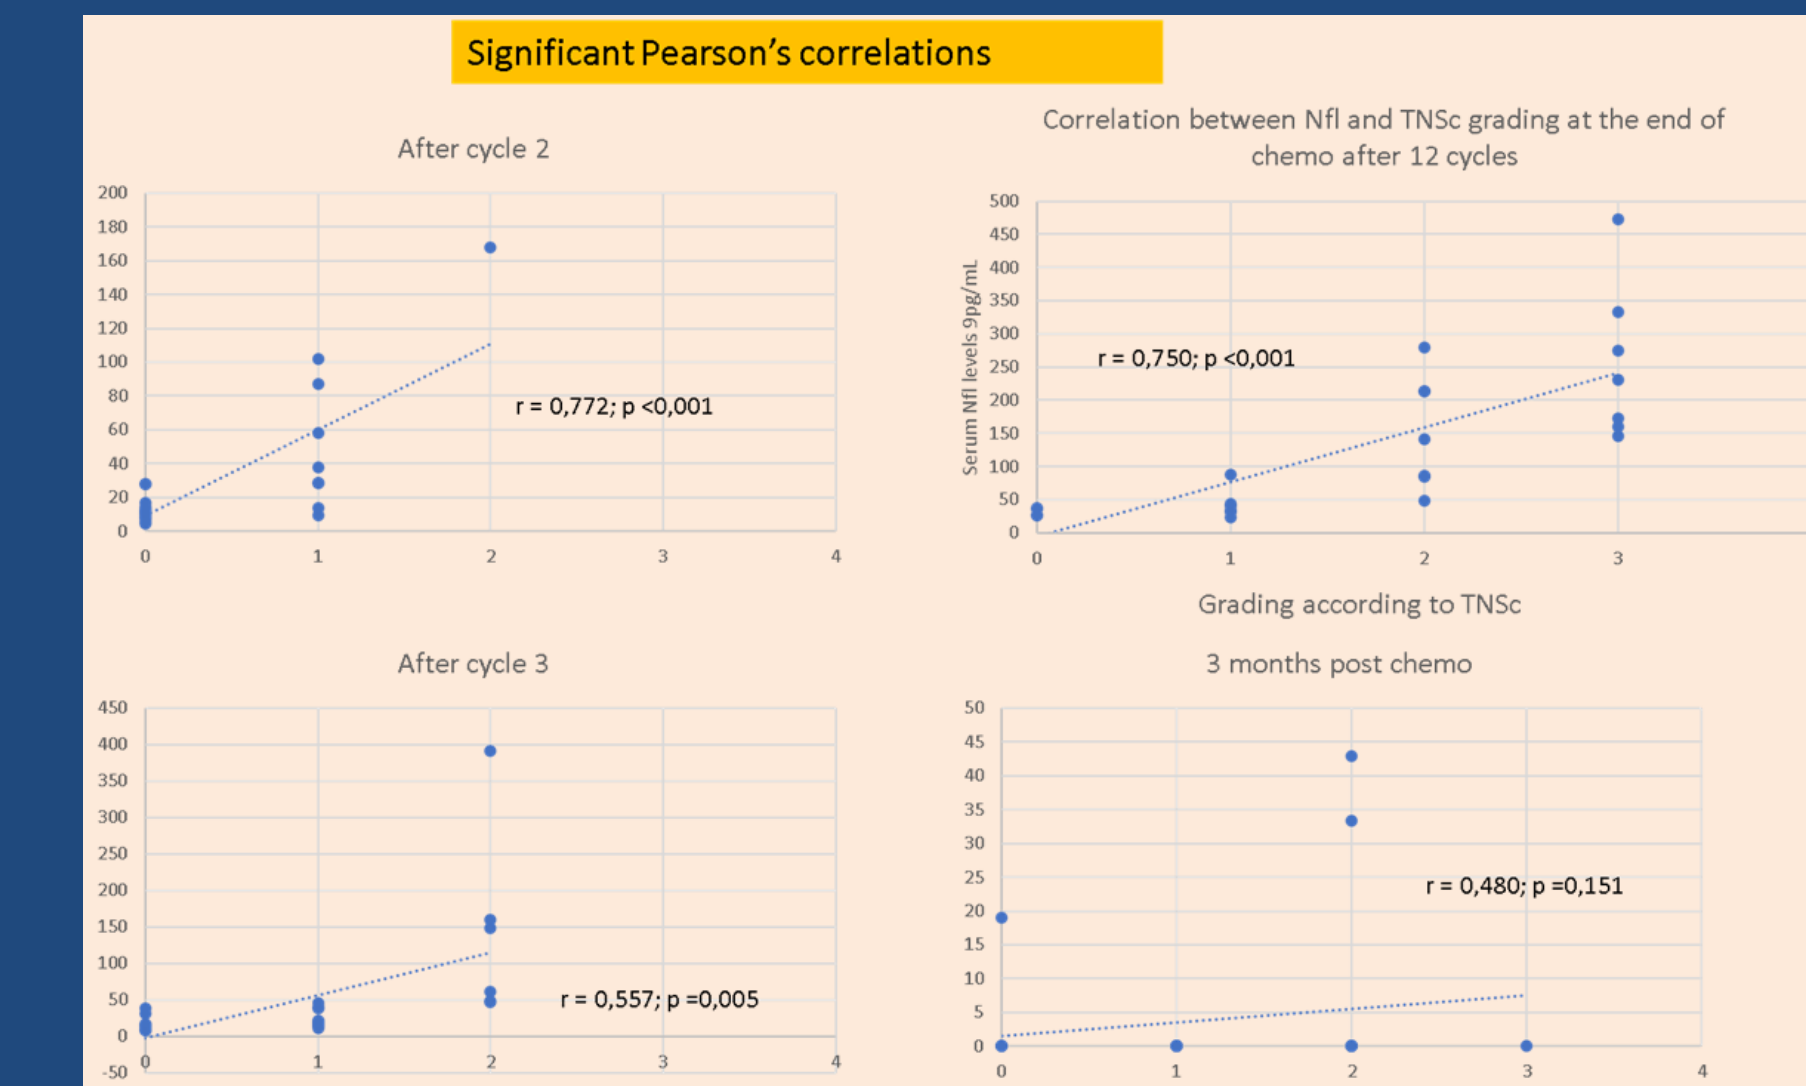 Significant Pearson's correlations
After cycle 2
200
180
160
140
120
100
80
60
40
20
0
0 1 2 3 4
r = 0,772; p <0,001
Correlation between Nfl and TNSc grading at the end of
chemo after 12 cycles
Serum Nfl levels 9pg/mL
500
450
400
350
300
250
200
150
100
50
0
0 1 2 3
r = 0,750; p <0,001
Grading according to TNSc
After cycle 3
450
400
350
300
250
200
150
100
50
0
-50
0 1 2 3 4
r = 0,557; p =0,005
3 months post chemo
50
45
40
35
30
25
20
15
10
5
0
0 1 2 3 4
r = 0,480; p =0,151